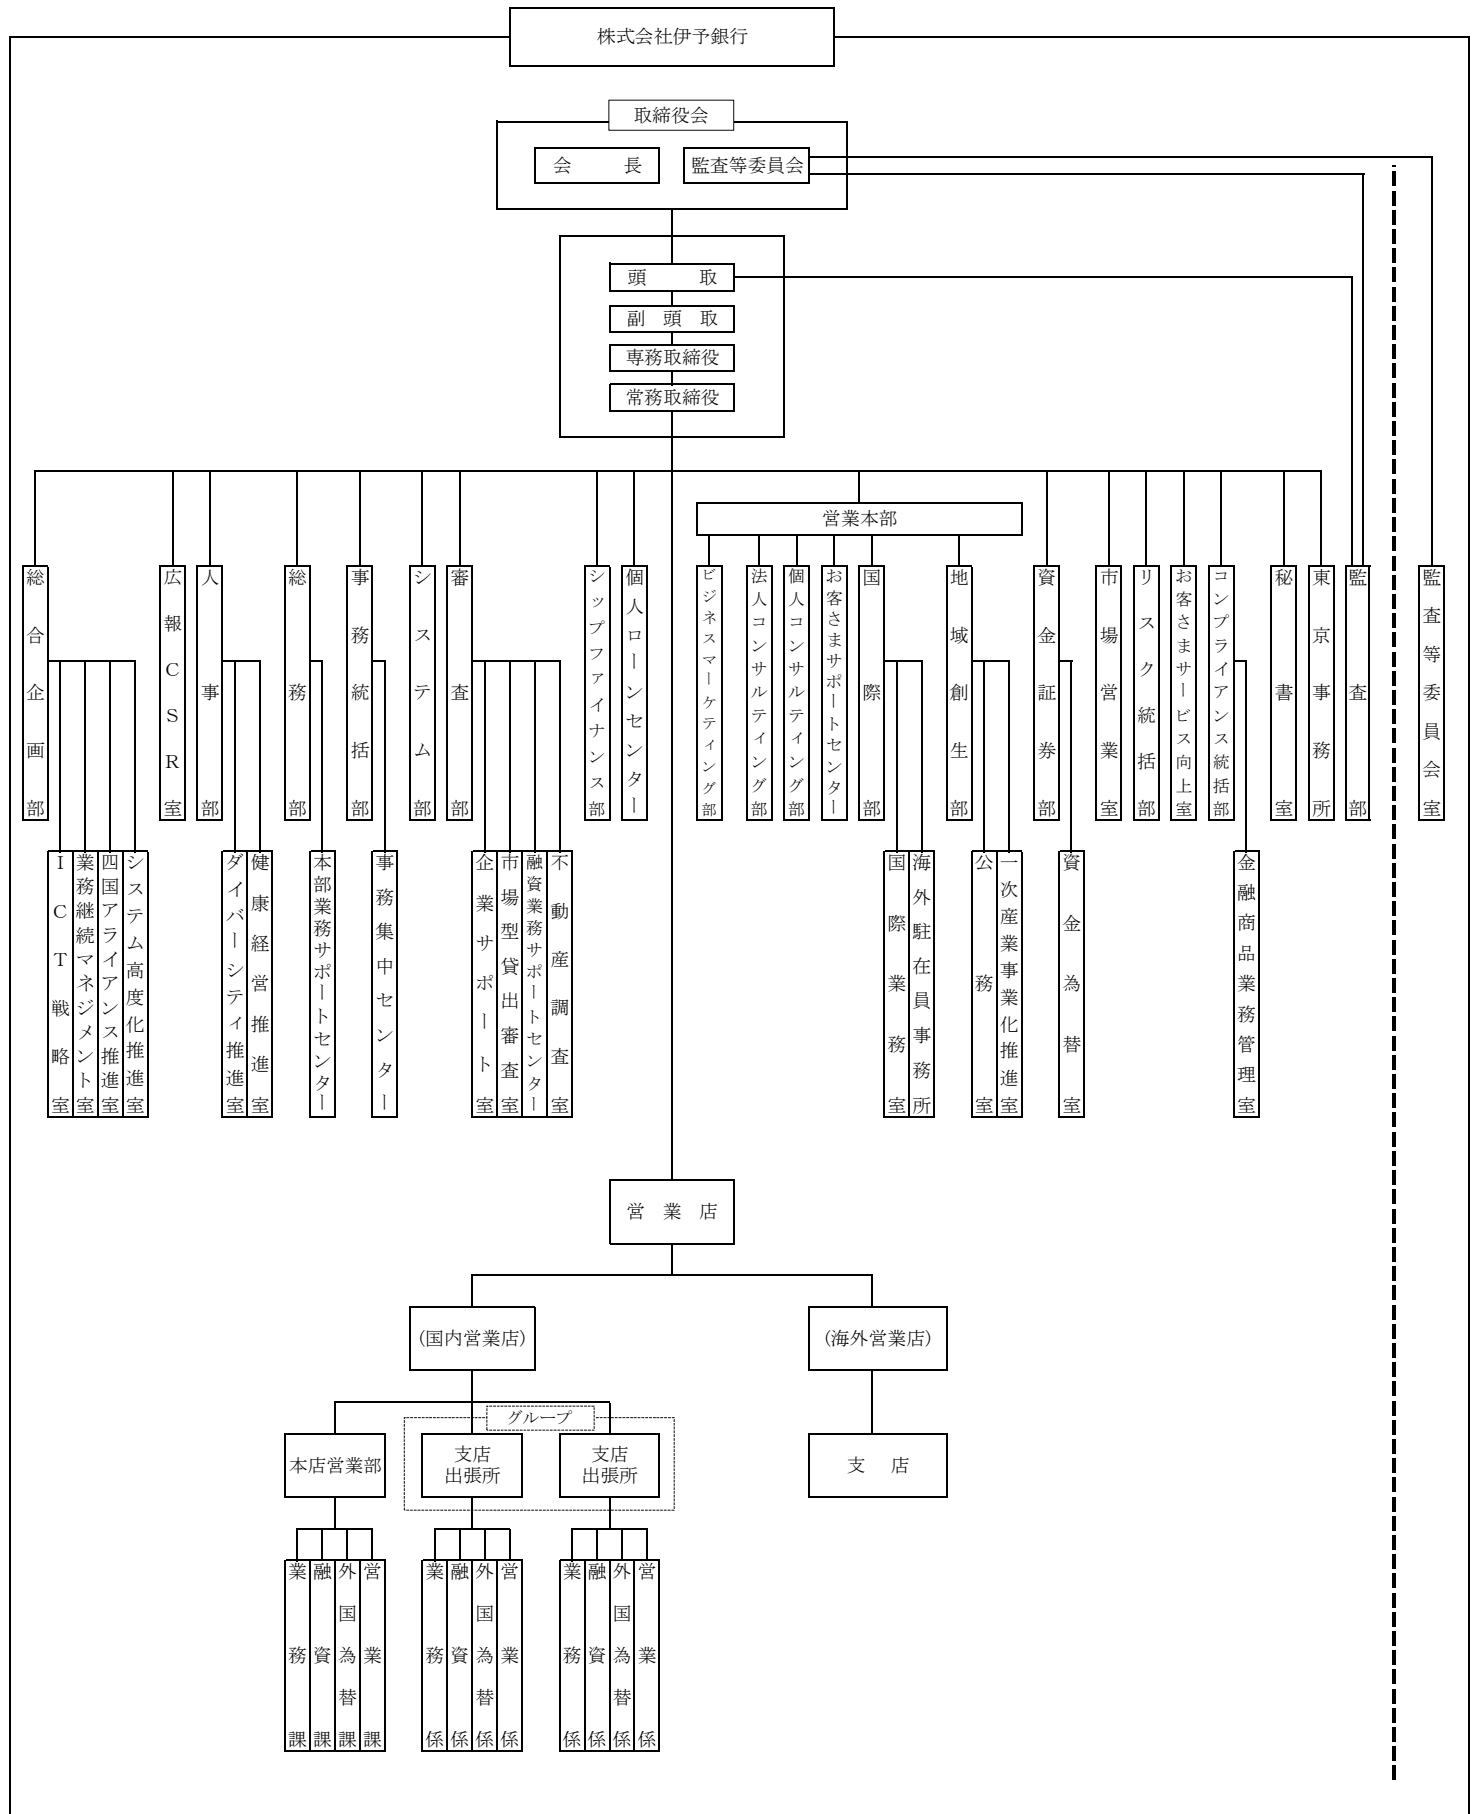 株式会社伊予銀行
取締役会
会長
監査等委員会
頭取
副頭取
専務取締役
常務取締役
営業本部
総合企画部
広報CSR室
人事部
総務部
事務統括部
システム部
審査部
シップファイナンス部
個人ローンセンター
ビジネスマーケティング部
法人コンサルティング部
個人コンサルティング部
お客さまサポートセンター
国際部
地域創生部
資金証券部
市場営業室
リスク統括部
お客さまサービス向上室
コンプライアンス統括部
秘書室
東京事務所
監査部
監査等委員会室
ICT戦略室
業務継続マネジメント室
四国アライアンス推進室
システム高度化推進室
ダイバーシティ推進室
健康経営推進室
本部業務サポートセンター
事務集中センター
企業サポート室
市場型貸出審査室
融資業務サポートセンター
不動産調査室
国際業務室
海外駐在員事務所
公務室
一次産業事業化推進室
資金為替室
金融商品業務管理室
営業店
(国内営業店)
(海外営業店)
グループ
本店営業部
支店
出張所
支店
出張所
支店
業務課
融資課
外国為替課
営業課
業務係
融資係
外国為替係
営業係
業務係
融資係
外国為替係
営業係